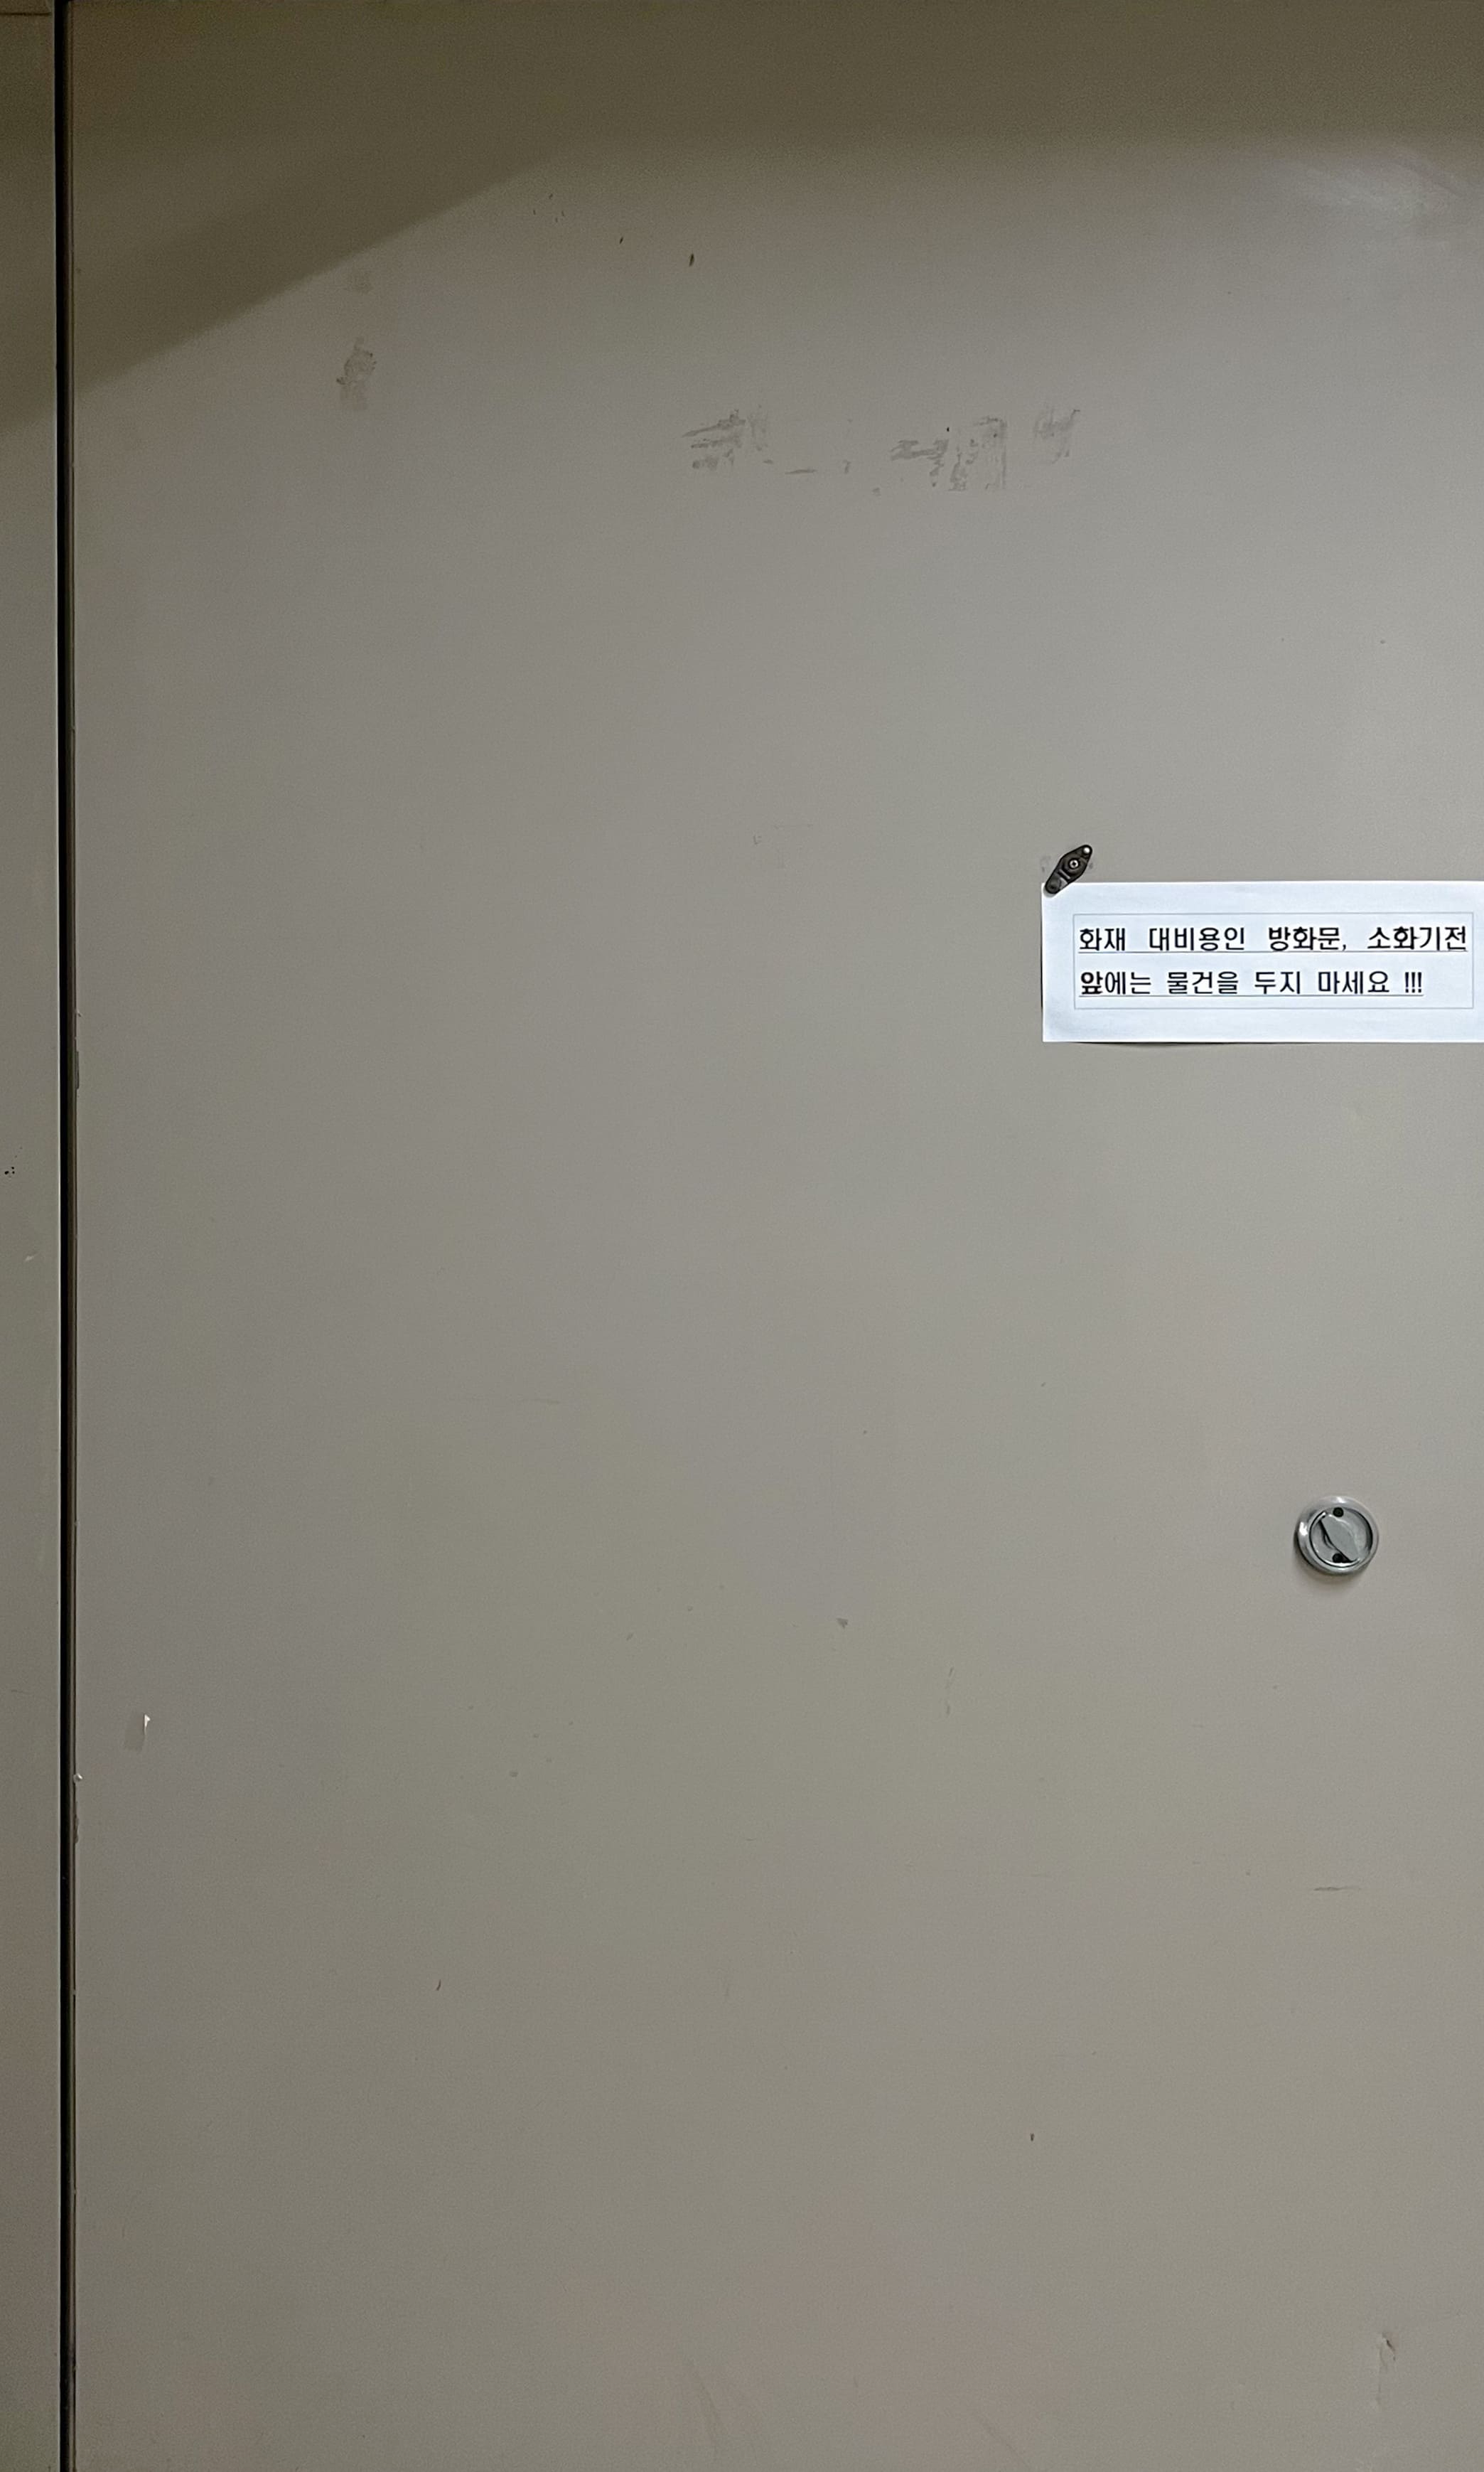 화재 대비용인 방화문, 소화기전
앞에는 물건을 두지 마세요 !!!